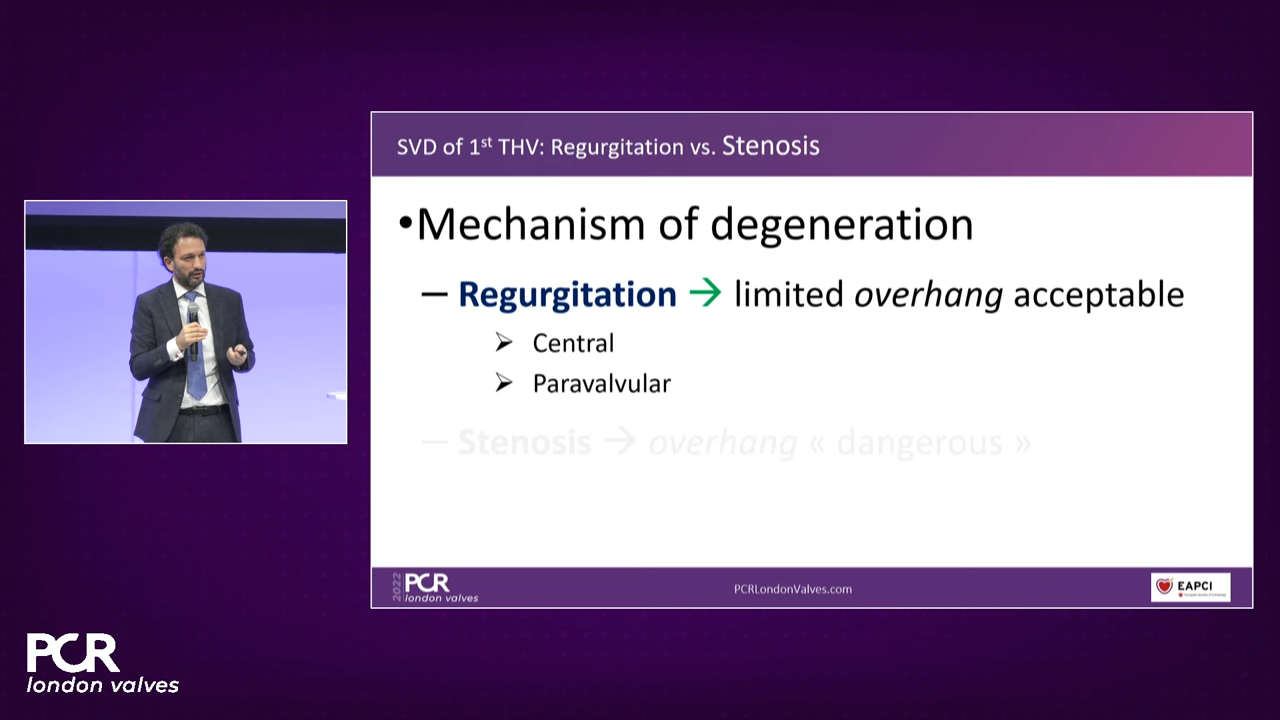 SVD of 1st THV: Regurgitation vs. Stenosis
•Mechanism of degeneration
– Regurgitation → limited overhang acceptable
➢ Central
➢ Paravalvular
– Stenosis → overhang « dangerous »
2022 PCR
london valves
PCRLondonValves.com
EAPCI
PCR
london valves